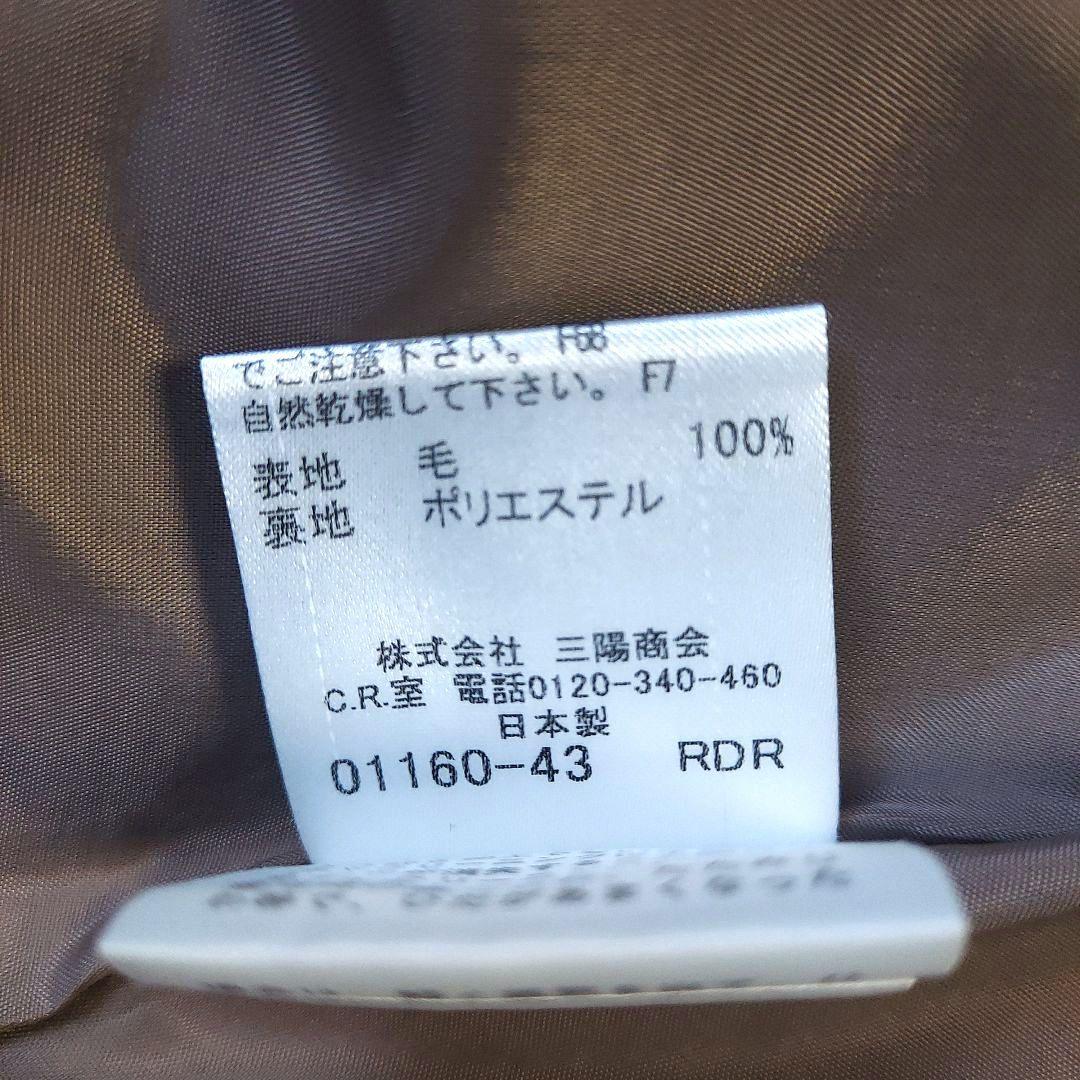 でご注意下さい。 F68
自然乾燥して下さい。 F7
表地 毛 100%
裏地 ポリエステル
株式会社 三陽商会
C.R.室 電話0120-340-460
日本製
01160-43 RDR